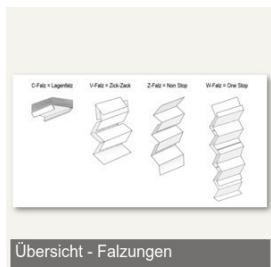 C-Falz = Lagenfalz V-Falz = Zick-Zack Z-Falz = Non Stop W-Falz = One Stop
Übersicht - Falzungen